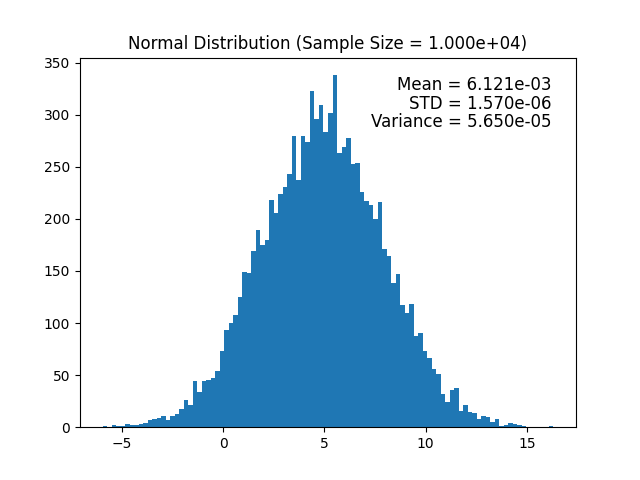 Normal Distribution (Sample Size = 1.000e+04)
Mean = 6.121e-03
STD = 1.570e-06
Variance = 5.650e-05
350
300
250
200
150
100
50
0
−5 0 5 10 15